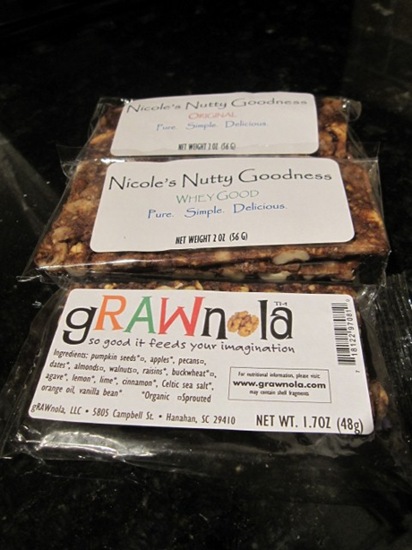 Nicole's Nutty Goodness
ORIGINAL
Pure. Simple. Delicious.
NET WEIGHT 2 OZ (56 G)
Nicole's Nutty Goodness
WHEY GOOD
Pure. Simple. Delicious.
NET WEIGHT 2 OZ (56 G)
gRAWnola™
so good it feeds your imagination
Ingredients: pumpkin seeds*¤, apples*, pecans¤,
dates*, almonds¤, walnuts¤, raisins*, buckwheat*¤,
agave*, lemon*, lime*, cinnamon*, Celtic sea salt*,
orange oil, vanilla bean* *Organic ¤Sprouted
gRAWnola, LLC • 5805 Campbell St. • Hanahan, SC 29410
For nutritional information, please visit:
www.grawnola.com
may contain shell fragments
NET WT. 1.7OZ (48g)